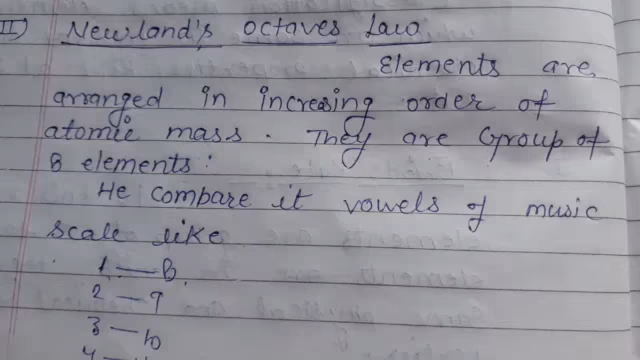 II) Newland's octaves Law
Elements are
arranged in increasing order of
atomic mass. They are Group of
8 elements:
He compare it vowels of music
scale like
1 — 8
2 — 9
3 — 10
4 —